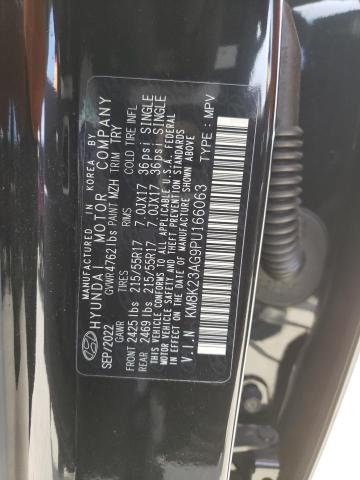 MANUFACTURED IN KOREA BY
HYUNDAI MOTOR COMPANY
SEP/2022 GVWR 4762 lbs PAINT MZH TRIM TRY
GAWR TIRES RIMS COLD TIRE INFL
FRONT 2425 lbs 215/55R17 7.0JX17 36psi SINGLE
REAR 2469 lbs 215/55R17 7.0JX17 36psi SINGLE
THIS VEHICLE CONFORMS TO ALL APPLICABLE U.S.A. FEDERAL
MOTOR VEHICLE SAFETY AND THEFT PREVENTION STANDARDS IN
EFFECT ON THE DATE OF MANUFACTURE SHOWN ABOVE.
V.I.N KM8K23AG9PU166063
TYPE : MPV